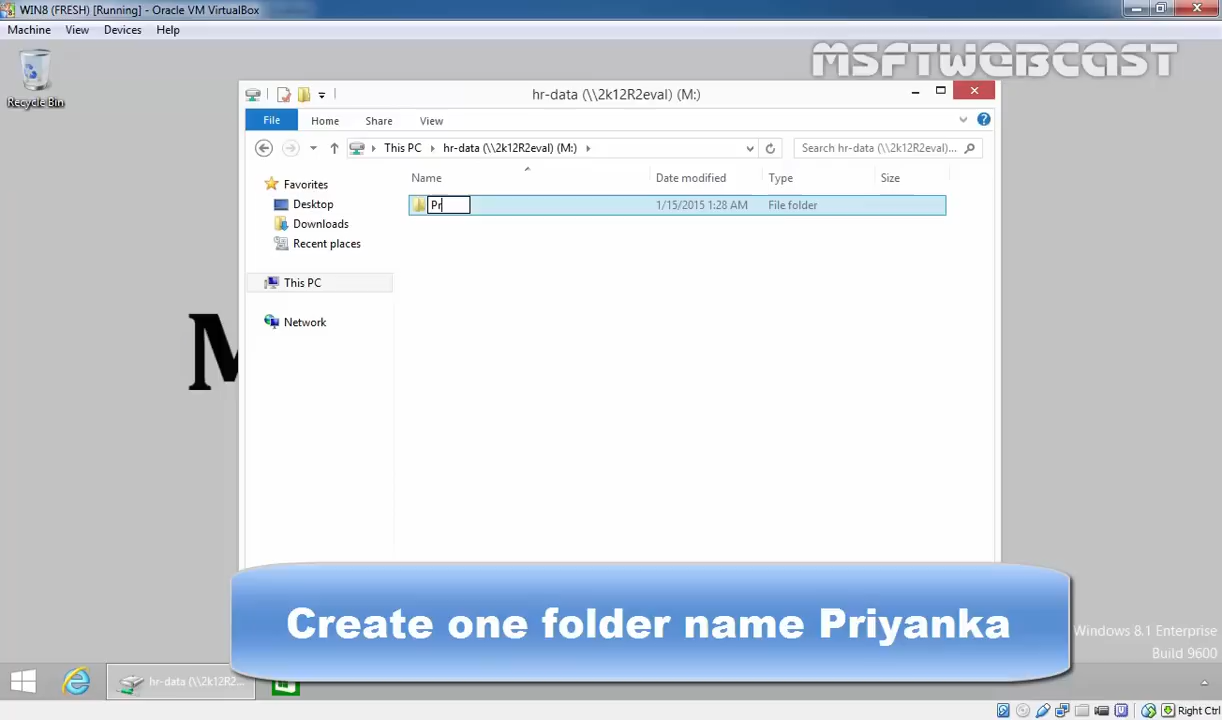 WIN8 (FRESH) [Running] - Oracle VM VirtualBox
Machine View Devices Help
MSFTWEBCAST
Recycle Bin
hr-data (\\2k12R2eval) (M:)
File Home Share View
This PC hr-data (\\2k12R2eval) (M:) Search hr-data (\\2k12R2eval)...
Favorites
Desktop
Downloads
Recent places
This PC
Network
Name Date modified Type Size
Pr 1/15/2015 1:28 AM File folder
M
Create one folder name Priyanka
Windows 8.1 Enterprise
Build 9600
hr-data (\\2k12R2...
Right Ctrl